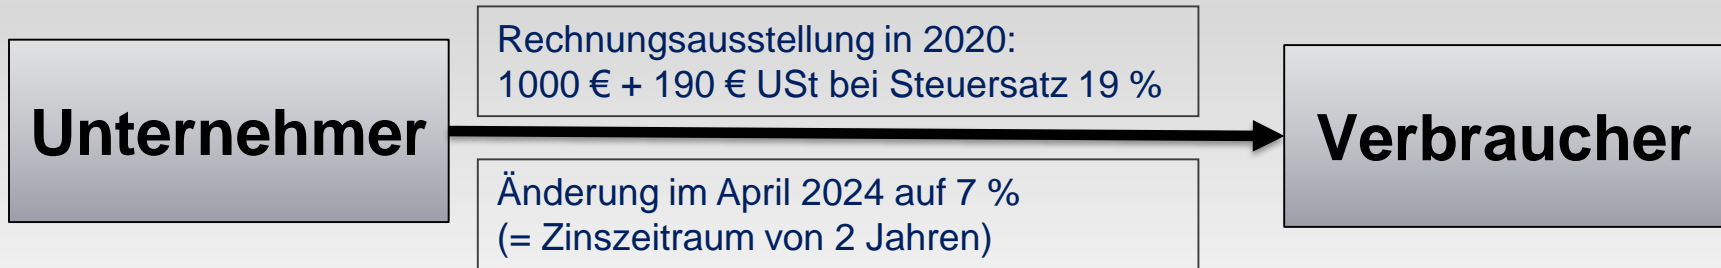 Unternehmer
Rechnungsausstellung in 2020:
1000 € + 190 € USt bei Steuersatz 19 %
Änderung im April 2024 auf 7 %
(= Zinszeitraum von 2 Jahren)
Verbraucher